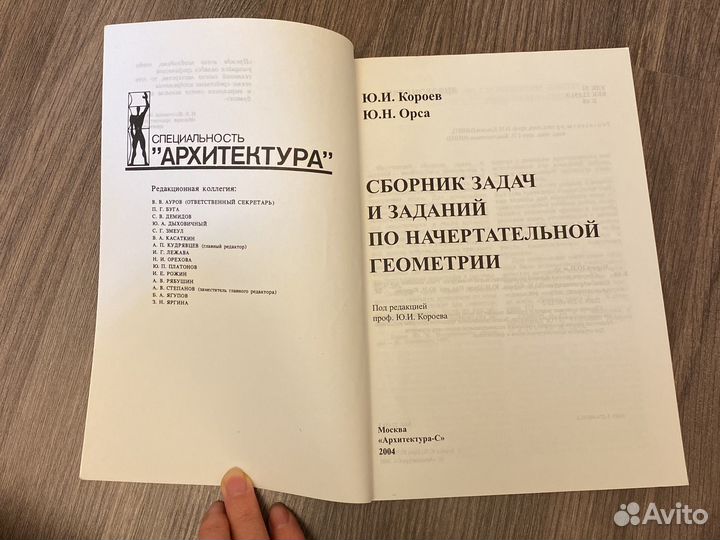 СПЕЦИАЛЬНОСТЬ
"АРХИТЕКТУРА"
Редакционная коллегия:
В. В. АУРОВ (ОТВЕТСТВЕННЫЙ СЕКРЕТАРЬ)
П. Г. БУГА
С. В. ДЕМИДОВ
Ю. А. ДЫХОВИЧНЫЙ
С. Г. ЗМЕУЛ
В. А. КАСАТКИН
А. П. КУДРЯВЦЕВ (главный редактор)
И. Г. ЛЕЖАВА
Н. И. ОРЕХОВА
Ю. П. ПЛАТОНОВ
И. Е. РОЖИН
А. В. РЯБУШИН
А. В. СТЕПАНОВ (заместитель главного редактора)
Б. А. ЯГУПОВ
З. Н. ЯРГИНА
Ю.И. Короев
Ю.Н. Орса
СБОРНИК ЗАДАЧ
И ЗАДАНИЙ
ПО НАЧЕРТАТЕЛЬНОЙ
ГЕОМЕТРИИ
Под редакцией
проф. Ю.И. Короева
Москва
«Архитектура-С»
2004
Avito